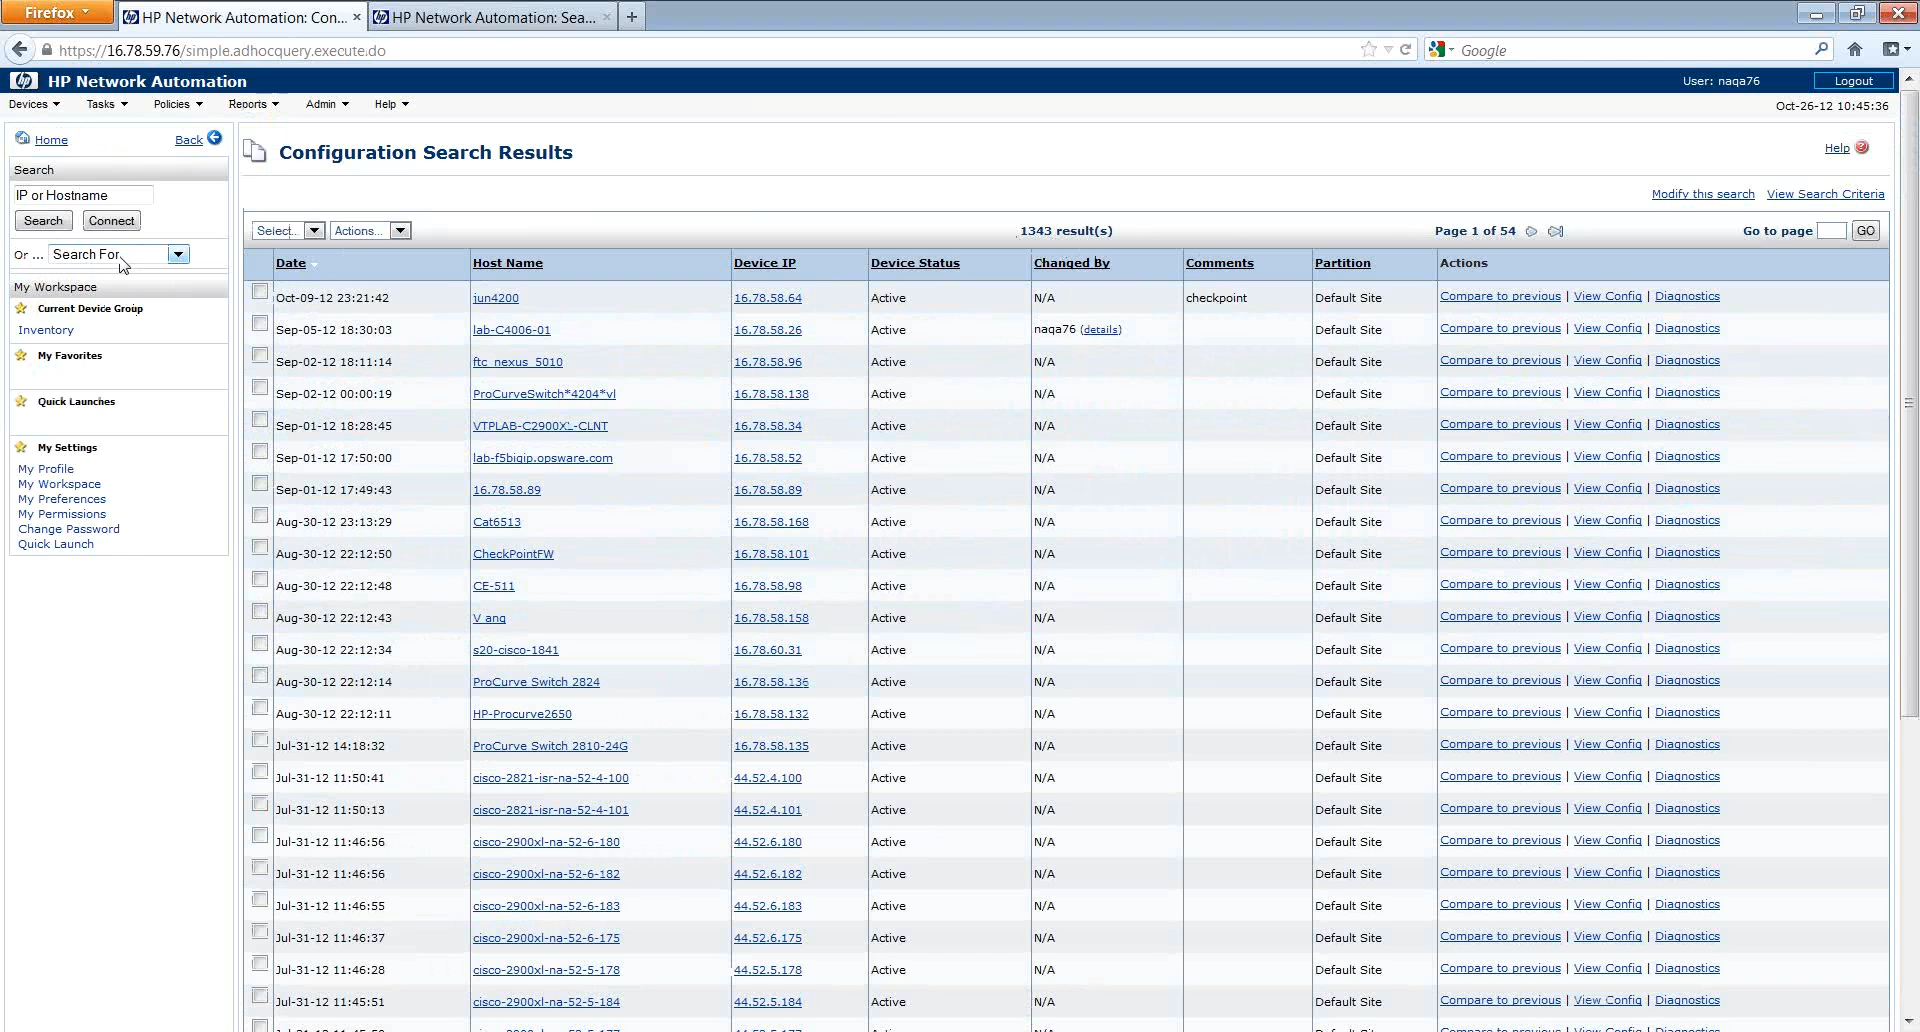 Firefox
HP Network Automation: Con...
HP Network Automation: Sea...
https://16.78.59.76/simple.adhocquery.execute.do
Google
hp HP Network Automation
User: naqa76
Logout
Devices Tasks Policies Reports Admin Help
Oct-26-12 10:45:36
Home
Back
Search
IP or Hostname
Search Connect
Or ... Search For
My Workspace
Current Device Group
Inventory
My Favorites
Quick Launches
My Settings
My Profile
My Workspace
My Preferences
My Permissions
Change Password
Quick Launch
Configuration Search Results
Help
Modify this search View Search Criteria
Select.. Actions... 1343 result(s) Page 1 of 54 Go to page GO
Date Host Name Device IP Device Status Changed By Comments Partition Actions
Oct-09-12 23:21:42 jun4200 16.78.58.64 Active N/A checkpoint Default Site Compare to previous | View Config | Diagnostics
Sep-05-12 18:30:03 lab-C4006-01 16.78.58.26 Active naqa76 (details) Default Site Compare to previous | View Config | Diagnostics
Sep-02-12 18:11:14 ftc_nexus_5010 16.78.58.96 Active N/A Default Site Compare to previous | View Config | Diagnostics
Sep-02-12 00:00:19 ProCurveSwitch*4204*vl 16.78.58.138 Active N/A Default Site Compare to previous | View Config | Diagnostics
Sep-01-12 18:28:45 VTPLAB-C2900XL-CLNT 16.78.58.34 Active N/A Default Site Compare to previous | View Config | Diagnostics
Sep-01-12 17:50:00 lab-f5bigip.opsware.com 16.78.58.52 Active N/A Default Site Compare to previous | View Config | Diagnostics
Sep-01-12 17:49:43 16.78.58.89 16.78.58.89 Active N/A Default Site Compare to previous | View Config | Diagnostics
Aug-30-12 23:13:29 Cat6513 16.78.58.168 Active N/A Default Site Compare to previous | View Config | Diagnostics
Aug-30-12 22:12:50 CheckPointFW 16.78.58.101 Active N/A Default Site Compare to previous | View Config | Diagnostics
Aug-30-12 22:12:48 CE-511 16.78.58.98 Active N/A Default Site Compare to previous | View Config | Diagnostics
Aug-30-12 22:12:43 16.78.58.158 Active N/A Default Site Compare to previous | View Config | Diagnostics
Aug-30-12 22:12:34 s20-cisco-1841 16.78.60.31 Active N/A Default Site Compare to previous | View Config | Diagnostics
Aug-30-12 22:12:14 ProCurve Switch 2824 16.78.58.136 Active N/A Default Site Compare to previous | View Config | Diagnostics
Aug-30-12 22:12:11 HP-Procurve2650 16.78.58.132 Active N/A Default Site Compare to previous | View Config | Diagnostics
Jul-31-12 14:18:32 ProCurve Switch 2810-24G 16.78.58.135 Active N/A Default Site Compare to previous | View Config | Diagnostics
Jul-31-12 11:50:41 cisco-2821-isr-na-52-4-100 44.52.4.100 Active N/A Default Site Compare to previous | View Config | Diagnostics
Jul-31-12 11:50:13 cisco-2821-isr-na-52-4-101 44.52.4.101 Active N/A Default Site Compare to previous | View Config | Diagnostics
Jul-31-12 11:46:56 cisco-2900xl-na-52-6-180 44.52.6.180 Active N/A Default Site Compare to previous | View Config | Diagnostics
Jul-31-12 11:46:56 cisco-2900xl-na-52-6-182 44.52.6.182 Active N/A Default Site Compare to previous | View Config | Diagnostics
Jul-31-12 11:46:55 cisco-2900xl-na-52-6-183 44.52.6.183 Active N/A Default Site Compare to previous | View Config | Diagnostics
Jul-31-12 11:46:37 cisco-2900xl-na-52-6-175 44.52.6.175 Active N/A Default Site Compare to previous | View Config | Diagnostics
Jul-31-12 11:46:28 cisco-2900xl-na-52-5-178 44.52.5.178 Active N/A Default Site Compare to previous | View Config | Diagnostics
Jul-31-12 11:45:51 cisco-2900xl-na-52-5-184 44.52.5.184 Active N/A Default Site Compare to previous | View Config | Diagnostics